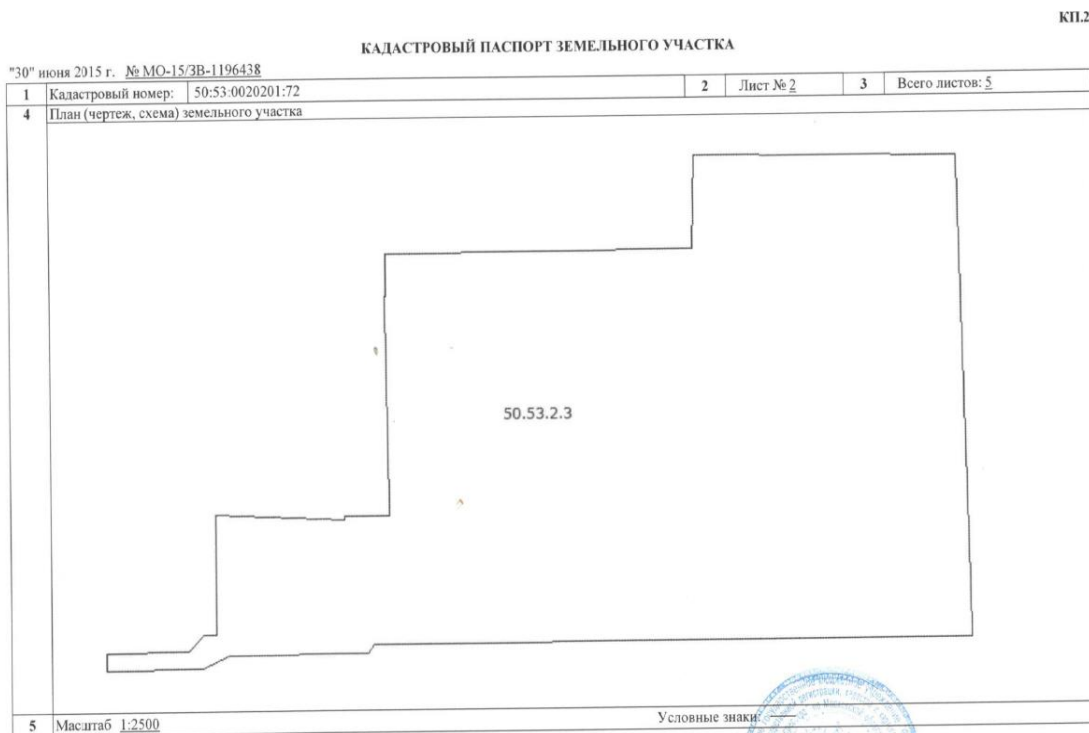 КП.2
КАДАСТРОВЫЙ ПАСПОРТ ЗЕМЕЛЬНОГО УЧАСТКА
"30" июня 2015 г. № МО-15/ЗВ-1196438
1 Кадастровый номер: 50:53:0020201:72 2 Лист № 2 3 Всего листов: 5
4 План (чертеж, схема) земельного участка
50.53.2.3
5 Масштаб 1:2500 Условные знаки: